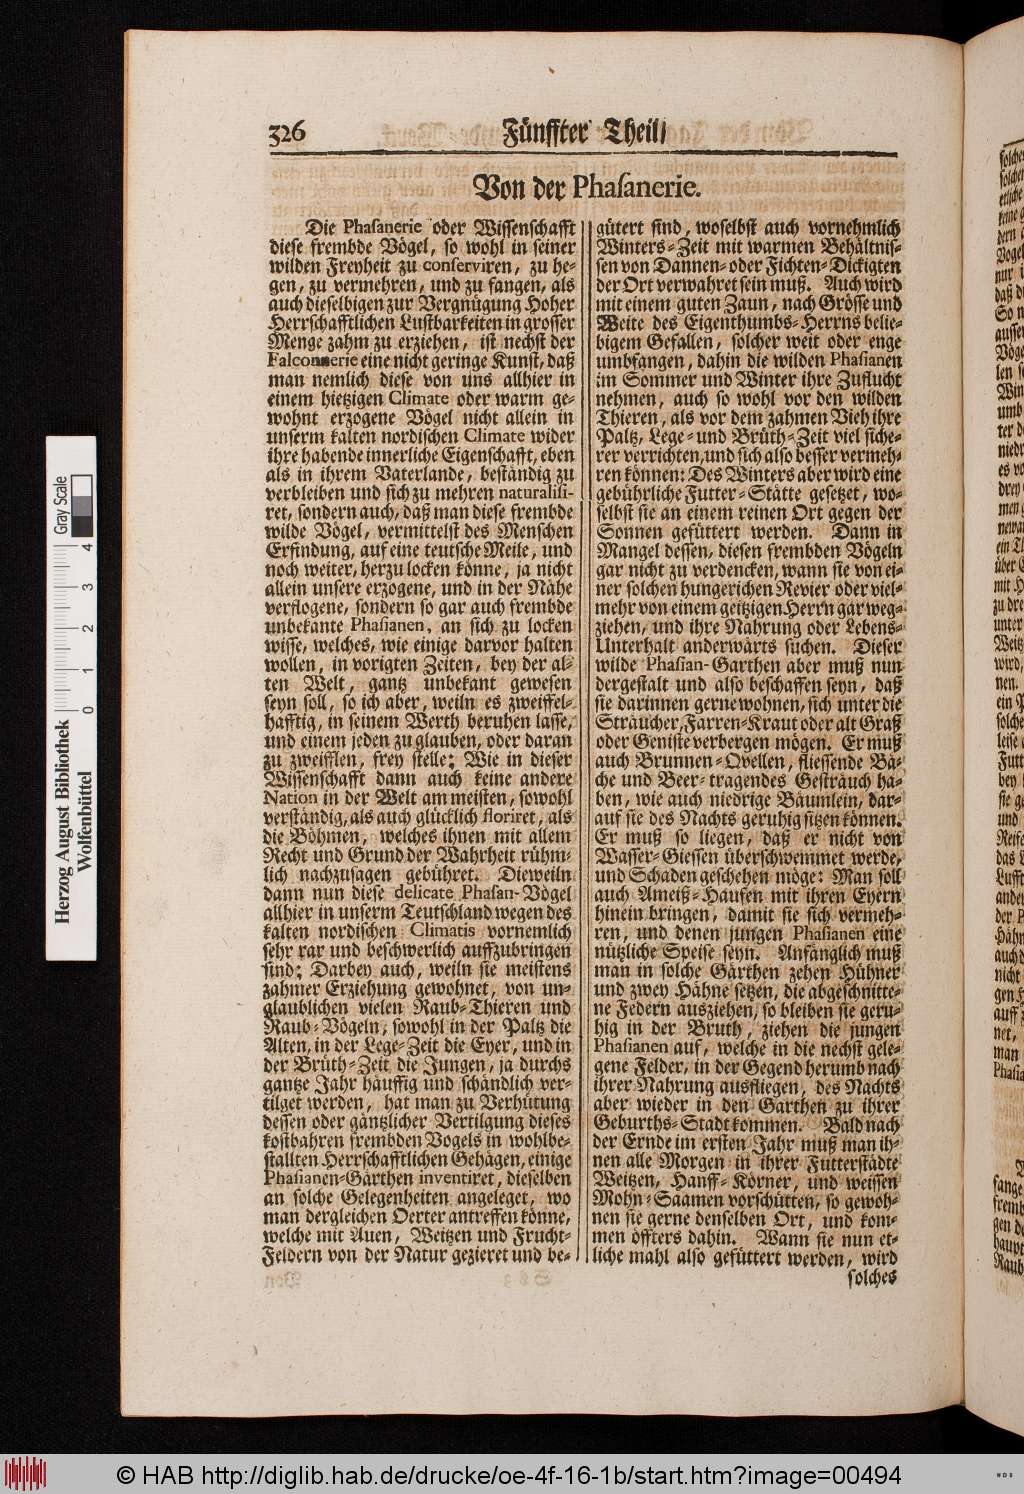 326
Fünffter Theil/
Von der Phaſanerie.
Die Phaſanerie oder Wiſſenſchafft
dieſe frembde Vögel, ſo wohl in ſeiner
wilden Freyheit zu conſerviren, zu he-
gen, zu vermehren, und zu fangen, als
auch dieſelbigen zur Vergnügung Hoher
Herrſchafftlichen Luſtbarkeiten in groſſer
Menge zahm zu erziehen, iſt nechſt der
Falconnerie eine nicht geringe Kunſt, daß
man nemlich dieſe von uns allhier in
einem hietzigen Climate oder warm ge-
wohnt erzogene Vögel nicht allein in
unſerm kalten nordiſchen Climate wider
ihre habende innerliche Eigenſchafft, eben
als in ihrem Vaterlande, beſtändig zu
verbleiben und ſich zu mehren naturaliſi-
ret, ſondern auch, daß man dieſe frembde
wilde Vögel, vermittelſt des Menſchen
Erfindung, auf eine teutſche Meile, und
noch weiter, herzu locken könne, ja nicht
allein unſere erzogene, und in der Nähe
verflogene, ſondern ſo gar auch frembde
unbekante Phaſianen, an ſich zu locken
wiſſe, welches, wie einige darvor halten
wollen, in vorigten Zeiten, bey der al-
ten Welt, gantz unbekant geweſen
ſeyn ſoll, ſo ich aber, weiln es zweiffel-
hafftig, in ſeinem Werth beruhen laſſe,
und einem jeden zu glauben, oder daran
zu zweifflen, frey ſtelle; Wie in dieſer
Wiſſenſchafft dann auch keine andere
Nation in der Welt am meiſten, ſowohl
verſtändig, als auch glücklich floriret, als
die Böhmen, welches ihnen mit allem
Recht und Grund der Wahrheit rühm-
lich nachzuſagen gebühret. Dieweiln
dann nun dieſe delicate Phaſan-Vögel
allhier in unſerm Teutſchland wegen des
kalten nordiſchen Climatis vornemlich
ſehr rar und beſchwerlich auffzubringen
ſind; Darbey auch, weiln ſie meiſtens
zahmer Erziehung gewohnet, von un-
glaublichen vielen Raub-Thieren und
Raub-Vögeln, ſowohl in der Paltz die
Alten, in der Lege-Zeit die Eyer, und in
der Brüth-Zeit die Jungen, ja durchs
gantze Jahr häuffig und ſchändlich ver-
tilget werden, hat man zu Verhütung
deſſen oder gäntzlicher Vertilgung dieſes
koſtbahren frembden Vogels in wohlbe-
ſtallten Herrſchafftlichen Gehägen, einige
Phaſianen-Gärthen inventiret, dieſelben
an ſolche Gelegenheiten angeleget, wo
man dergleichen Oerter antreffen könne,
welche mit Auen, Weitzen und Frucht-
Feldern von der Natur gezieret und be-
gütert ſind, woſelbſt auch vornehmlich
Winters-Zeit mit warmen Behältniſ-
ſen von Dannen- oder Fichten-Dickigten
der Ort verwahret ſein muß. Auch wird
mit einem guten Zaun, nach Gröſſe und
Weite des Eigenthumbs-Herrns belie-
bigem Gefallen, ſolcher weit oder enge
umbfangen, dahin die wilden Phaſianen
im Sommer und Winter ihre Zuflucht
nehmen, auch ſo wohl vor den wilden
Thieren, als vor dem zahmen Vieh ihre
Paltz, Lege- und Brüth-Zeit viel ſiche-
rer verrichten, und ſich alſo beſſer vermeh-
ren können: Des Winters aber wird eine
gebührliche Futter-Stätte geſetzet, wo-
ſelbſt ſie an einem reinen Ort gegen der
Sonnen gefüttert werden. Dann in
Mangel deſſen, dieſen frembden Vögeln
gar nicht zu verdencken, wann ſie von ei-
ner ſolchen hungerichen Revier oder viel-
mehr von einem geitzigen Herrn gar weg-
ziehen, und ihre Nahrung oder Lebens-
Unterhalt anderwärts ſuchen. Dieſer
wilde Phaſian-Garthen aber muß nun
dergeſtalt und alſo beſchaffen ſeyn, daß
ſie darinnen gerne wohnen, ſich unter die
Sträucher, Farren-Kraut oder alt Graß
oder Geniſte verbergen mögen. Er muß
auch Brunnen-Qvellen, flieſſende Bä-
che und Beer-tragendes Geſträuch ha-
ben, wie auch niedrige Bäumlein, dar-
auf ſie des Nachts geruhig ſitzen können.
Er muß ſo liegen, daß er nicht von
Waſſer-Gieſſen überſchwemmet werde,
und Schaden geſchehen möge: Man ſoll
auch Ameiß-Hauſen mit ihren Eyern
hinein bringen, damit ſie ſich vermeh-
ren, und denen jungen Phaſianen eine
nützliche Speiſe ſeyn. Anfänglich muß
man in ſolche Gärthen zehen Hühner
und zwey Hähne ſetzen, die abgeſchnitte-
ne Federn ausziehen, ſo bleiben ſie geru-
hig in der Bruth, ziehen die jungen
Phaſianen auf, welche in die nechſt gele-
gene Felder, in der Gegend herumb nach
ihrer Nahrung ausfliegen, des Nachts
aber wieder in den Garthen zu ihrer
Geburths-Stadt kommen. Bald nach
der Ernde im erſten Jahr muß man ih-
nen alle Morgen in ihrer Futterſtädte
Weitzen, Hanff-Körner, und weiſſen
Mohn-Saamen vorſchütten, ſo gewoh-
nen ſie gerne denſelben Ort, und kom-
men öffters dahin. Wann ſie nun et-
liche mahl alſo gefüttert werden, wird
ſolches
Herzog August Bibliothek
Wolfenbüttel
0 1 2 3 4
Gray Scale
© HAB http://diglib.hab.de/drucke/oe-4f-16-1b/start.htm?image=00494